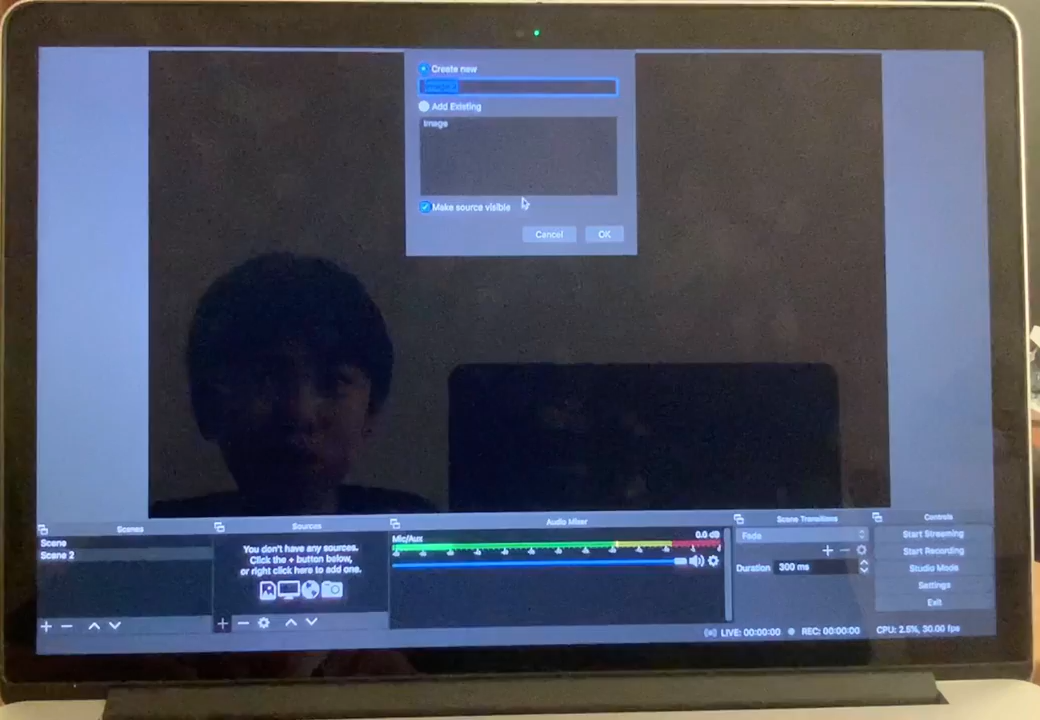 Create new
Add Existing
Image
Make source visible
Cancel OK
Scenes
Scene
Scene 2
Sources
You don't have any sources.
Click the + button below,
or right click here to add one.
Audio Mixer
Mic/Aux 0.0 dB
Scene Transitions
Fade
Duration 300 ms
Controls
Start Streaming
Start Recording
Studio Mode
Settings
Exit
LIVE: 00:00:00 REC: 00:00:00 CPU: 2.5%, 30.00 fps